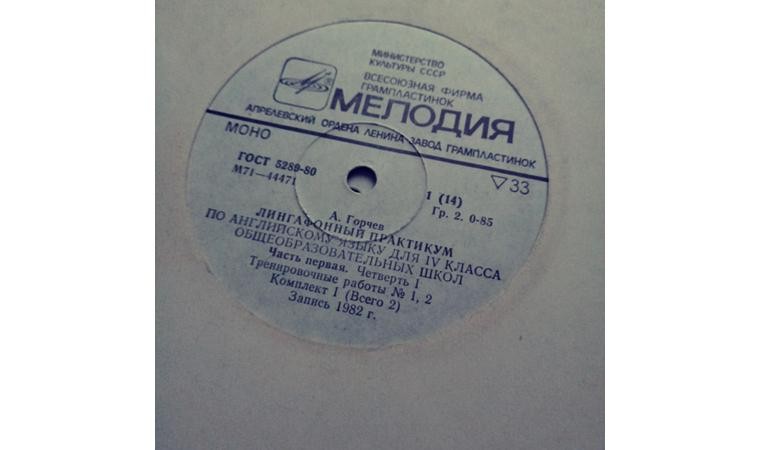 МИНИСТЕРСТВО
КУЛЬТУРЫ СССР
ВСЕСОЮЗНАЯ ФИРМА
ГРАМПЛАСТИНОК
МЕЛОДИЯ
АПРЕЛЕВСКИЙ ОРДЕНА ЛЕНИНА ЗАВОД ГРАМПЛАСТИНОК
МОНО
33
ГОСТ 5289-80
М71—44471
1 (14)
Гр. 2. 0-85
А. Горчев
ЛИНГАФОННЫЙ ПРАКТИКУМ
ПО АНГЛИЙСКОМУ ЯЗЫКУ ДЛЯ IV КЛАССА
ОБЩЕОБРАЗОВАТЕЛЬНЫХ ШКОЛ
Часть первая. Четверть I
Тренировочные работы № 1, 2
Комплект I (Всего 2)
Запись 1982 г.